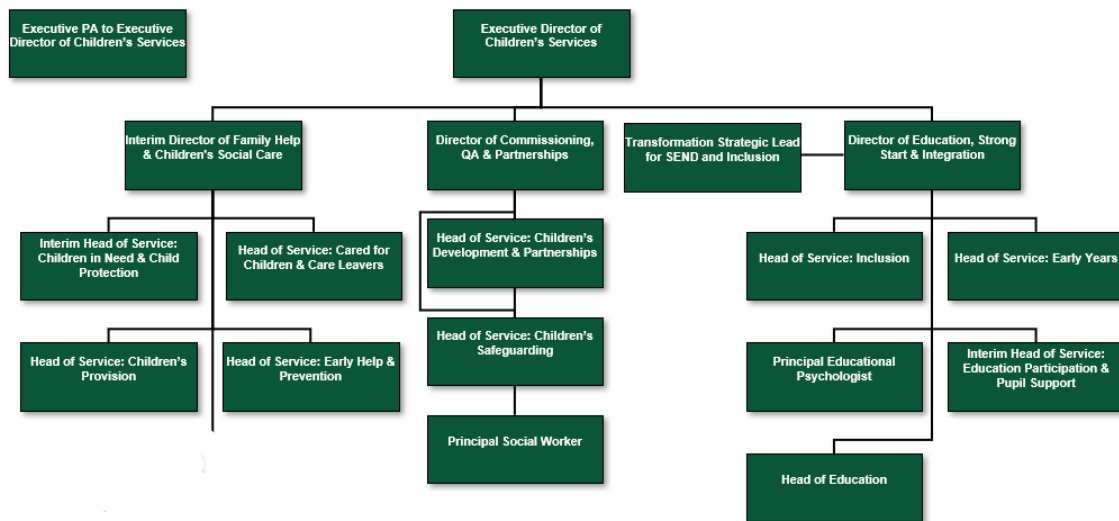 Executive PA to Executive
Director of Children’s Services
Executive Director of
Children’s Services
Interim Director of Family Help
& Children's Social Care
Director of Commissioning,
QA & Partnerships
Transformation Strategic Lead
for SEND and Inclusion
Director of Education, Strong
Start & Integration
Interim Head of Service:
Children in Need & Child
Protection
Head of Service: Cared for
Children & Care Leavers
Head of Service: Children’s
Development & Partnerships
Head of Service: Inclusion
Head of Service: Early Years
Head of Service: Children’s
Provision
Head of Service: Early Help &
Prevention
Head of Service: Children’s
Safeguarding
Principal Educational
Psychologist
Interim Head of Service:
Education Participation &
Pupil Support
Principal Social Worker
Head of Education